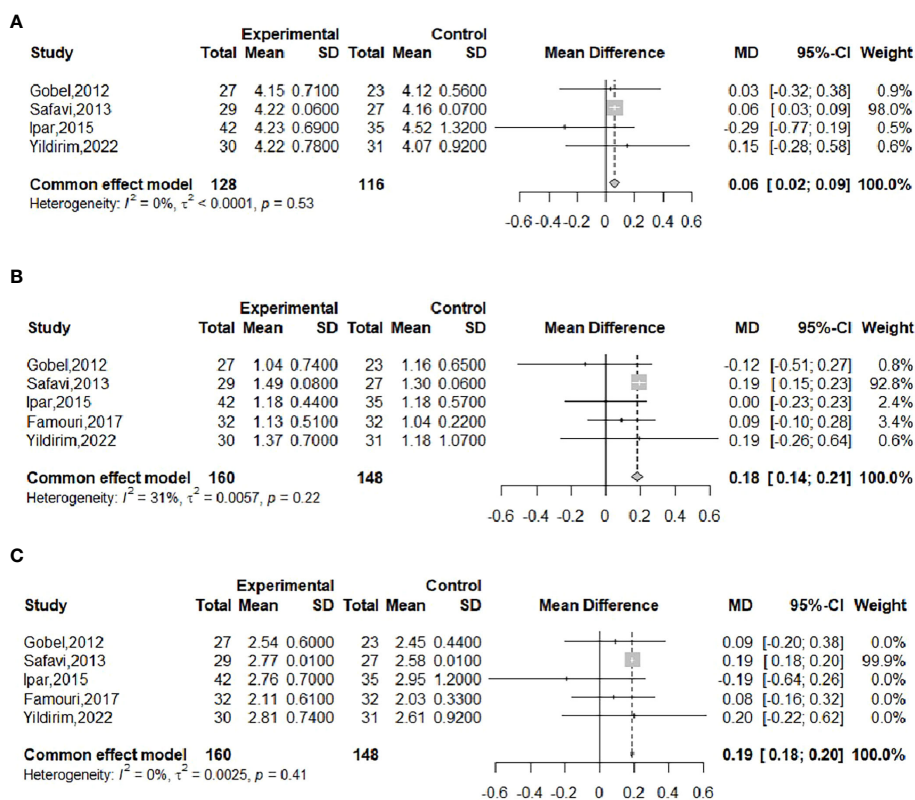 A
Experimental Control
Study Total Mean SD Total Mean SD Mean Difference MD 95%-CI Weight
Gobel,2012 27 4.15 0.7100 23 4.12 0.5600 0.03 [-0.32; 0.38] 0.9%
Safavi,2013 29 4.22 0.0600 27 4.16 0.0700 0.06 [0.03; 0.09] 98.0%
Ipar,2015 42 4.23 0.6900 35 4.52 1.3200 -0.29 [-0.77; 0.19] 0.5%
Yildirim,2022 30 4.22 0.7800 31 4.07 0.9200 0.15 [-0.28; 0.58] 0.6%
Common effect model 128 116 0.06 [ 0.02; 0.09] 100.0%
Heterogeneity: I² = 0%, τ² < 0.0001, p = 0.53
-0.6 -0.4 -0.2 0 0.2 0.4 0.6
B
Experimental Control
Study Total Mean SD Total Mean SD Mean Difference MD 95%-CI Weight
Gobel,2012 27 1.04 0.7400 23 1.16 0.6500 -0.12 [-0.51; 0.27] 0.8%
Safavi,2013 29 1.49 0.0800 27 1.30 0.0600 0.19 [0.15; 0.23] 92.8%
Ipar,2015 42 1.18 0.4400 35 1.18 0.5700 0.00 [-0.23; 0.23] 2.4%
Famouri,2017 32 1.13 0.5100 32 1.04 0.2200 0.09 [-0.10; 0.28] 3.4%
Yildirim,2022 30 1.37 0.7000 31 1.18 1.0700 0.19 [-0.26; 0.64] 0.6%
Common effect model 160 148 0.18 [ 0.14; 0.21] 100.0%
Heterogeneity: I² = 31%, τ² = 0.0057, p = 0.22
-0.6 -0.4 -0.2 0 0.2 0.4 0.6
C
Experimental Control
Study Total Mean SD Total Mean SD Mean Difference MD 95%-CI Weight
Gobel,2012 27 2.54 0.6000 23 2.45 0.4400 0.09 [-0.20; 0.38] 0.0%
Safavi,2013 29 2.77 0.0100 27 2.58 0.0100 0.19 [0.18; 0.20] 99.9%
Ipar,2015 42 2.76 0.7000 35 2.95 1.2000 -0.19 [-0.64; 0.26] 0.0%
Famouri,2017 32 2.11 0.6100 32 2.03 0.3300 0.08 [-0.16; 0.32] 0.0%
Yildirim,2022 30 2.81 0.7400 31 2.61 0.9200 0.20 [-0.22; 0.62] 0.0%
Common effect model 160 148 0.19 [ 0.18; 0.20] 100.0%
Heterogeneity: I² = 0%, τ² = 0.0025, p = 0.41
-0.6 -0.4 -0.2 0 0.2 0.4 0.6